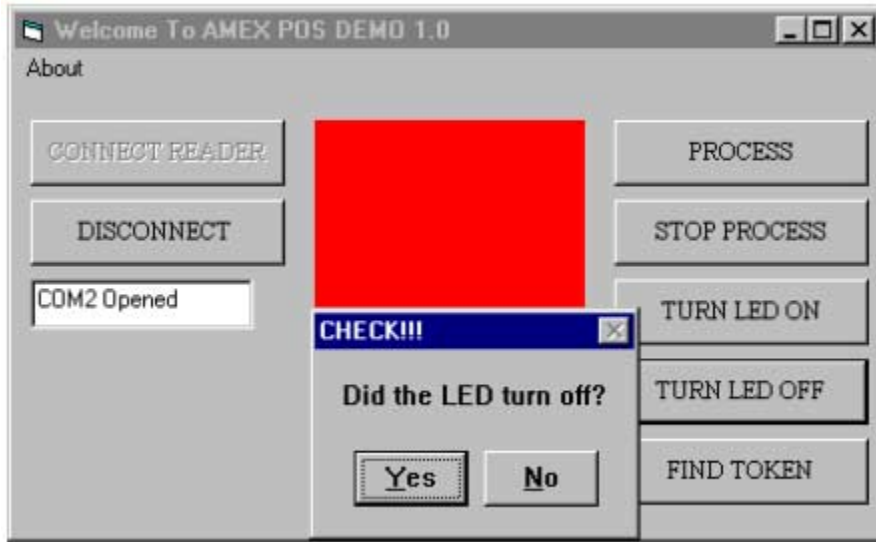 Welcome To AMEX POS DEMO 1.0
About
CONNECT READER
DISCONNECT
COM2 Opened
PROCESS
STOP PROCESS
TURN LED ON
TURN LED OFF
FIND TOKEN
CHECK!!!
Did the LED turn off?
Yes
No